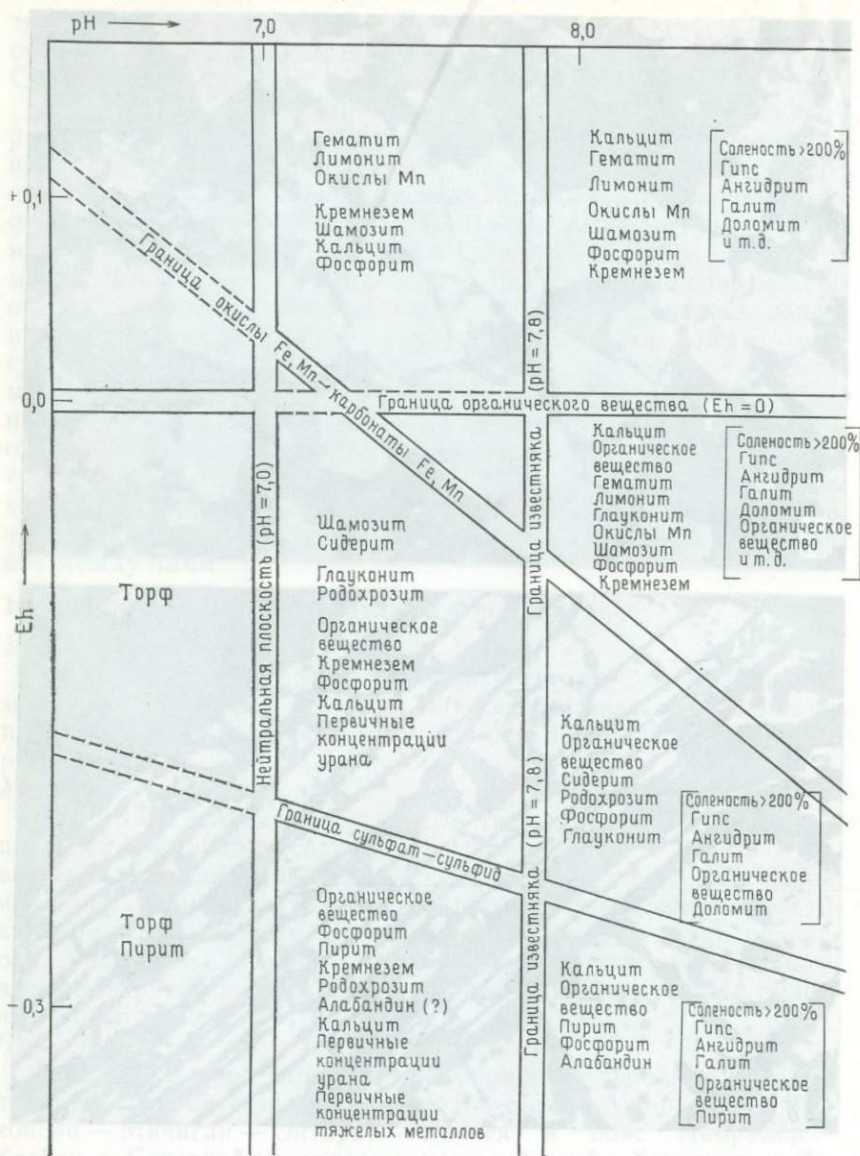 pH
7,0
8,0
+0,1
0,0
-0,3
Eh
Гематит
Лимонит
Окислы Mn
Кремнезем
Шамозит
Кальцит
Фосфорит
Кальцит
Гематит
Лимонит
Окислы Mn
Шамозит
Фосфорит
Кремнезем
Соленость>200%
Гипс
Ангидрит
Галит
Доломит
и т.д.
Граница окислы Fe, Mn—карбонаты Fe, Mn
(pH=7,8)
Граница органического вещества (Eh=0)
Нейтральная плоскость (pH=7,0)
Граница известняка
Торф
Шамозит
Сидерит
Глауконит
Родохрозит
Органическое
вещество
Кремнезем
Фосфорит
Кальцит
Первичные
концентрации
урана
Кальцит
Органическое
вещество
Гематит
Лимонит
Глауконит
Окислы Mn
Шамозит
Фосфорит
Кремнезем
Соленость>200%
Гипс
Ангидрит
Галит
Доломит
Органическое
вещество
и т.д.
Кальцит
Органическое
вещество
Сидерит
Родохрозит
Фосфорит
Глауконит
Соленость>200%
Гипс
Ангидрит
Галит
Органическое
вещество
Доломит
Граница сульфат—сульфид
Граница известняка (pH=7,8)
Торф
Пирит
Органическое
вещество
Фосфорит
Пирит
Кремнезем
Родохрозит
Алабандин (?)
Кальцит
Первичные
концентрации
урана
Первичные
концентрации
тяжелых металлов
Кальцит
Органическое
вещество
Пирит
Фосфорит
Алабандин
Соленость>200%
Гипс
Ангидрит
Галит
Органическое
вещество
Пирит